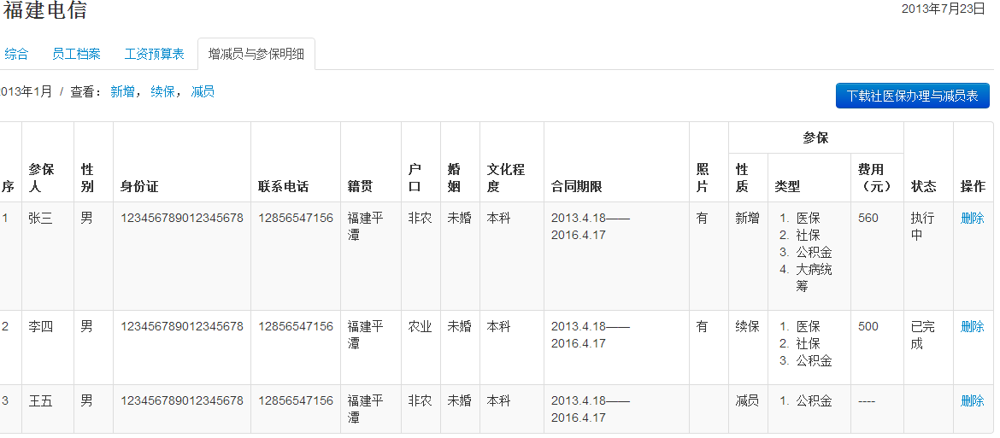 福建电信
2013年7月23日
综合 员工档案 工资预算表 增减员与参保明细
2013年1月 / 查看： 新增， 续保， 减员
下载社医保办理与减员表
序 参保人 性别 身份证 联系电话 籍贯 户口 婚姻 文化程度 合同期限 照片 参保 性质 类型 费用（元） 状态 操作
1 张三 男 123456789012345678 12856547156 福建平潭 非农 未婚 本科 2013.4.18——2016.4.17 有 新增 1. 医保 2. 社保 3. 公积金 4. 大病统筹 560 执行中 删除
2 李四 男 123456789012345678 12856547156 福建平潭 农业 未婚 本科 2013.4.18——2016.4.17 有 续保 1. 医保 2. 社保 3. 公积金 500 已完成 删除
3 王五 男 123456789012345678 12856547156 福建平潭 非农 未婚 本科 2013.4.18——2016.4.17 减员 1. 公积金 ---- 删除